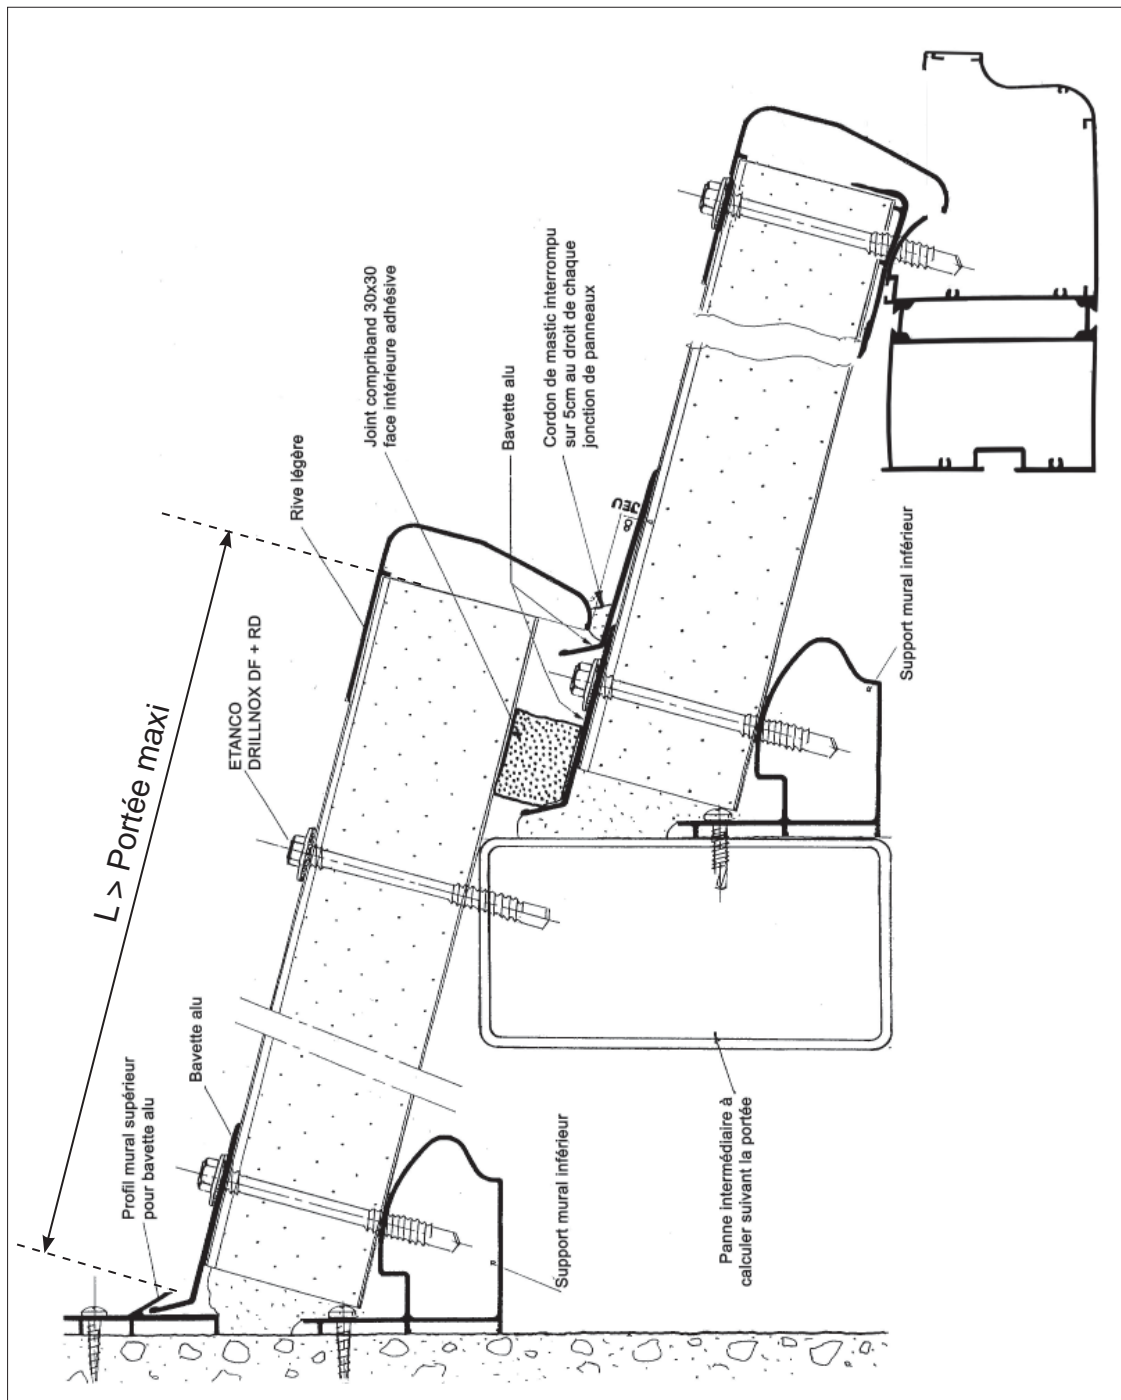 Joint compriband 30x30
face intérieure adhésive
Cordon de mastic interrompu
sur 5cm au droit de chaque
jonction de panneaux
Bavette alu
Rive légère
8
JEU
ETANCO
DRILLNOX DF + RD
L > Portée maxi
Support mural inférieur
Bavette alu
Profil mural supérieur
pour bavette alu
Support mural inférieur
Panne intermédiaire à
calculer suivant la portée